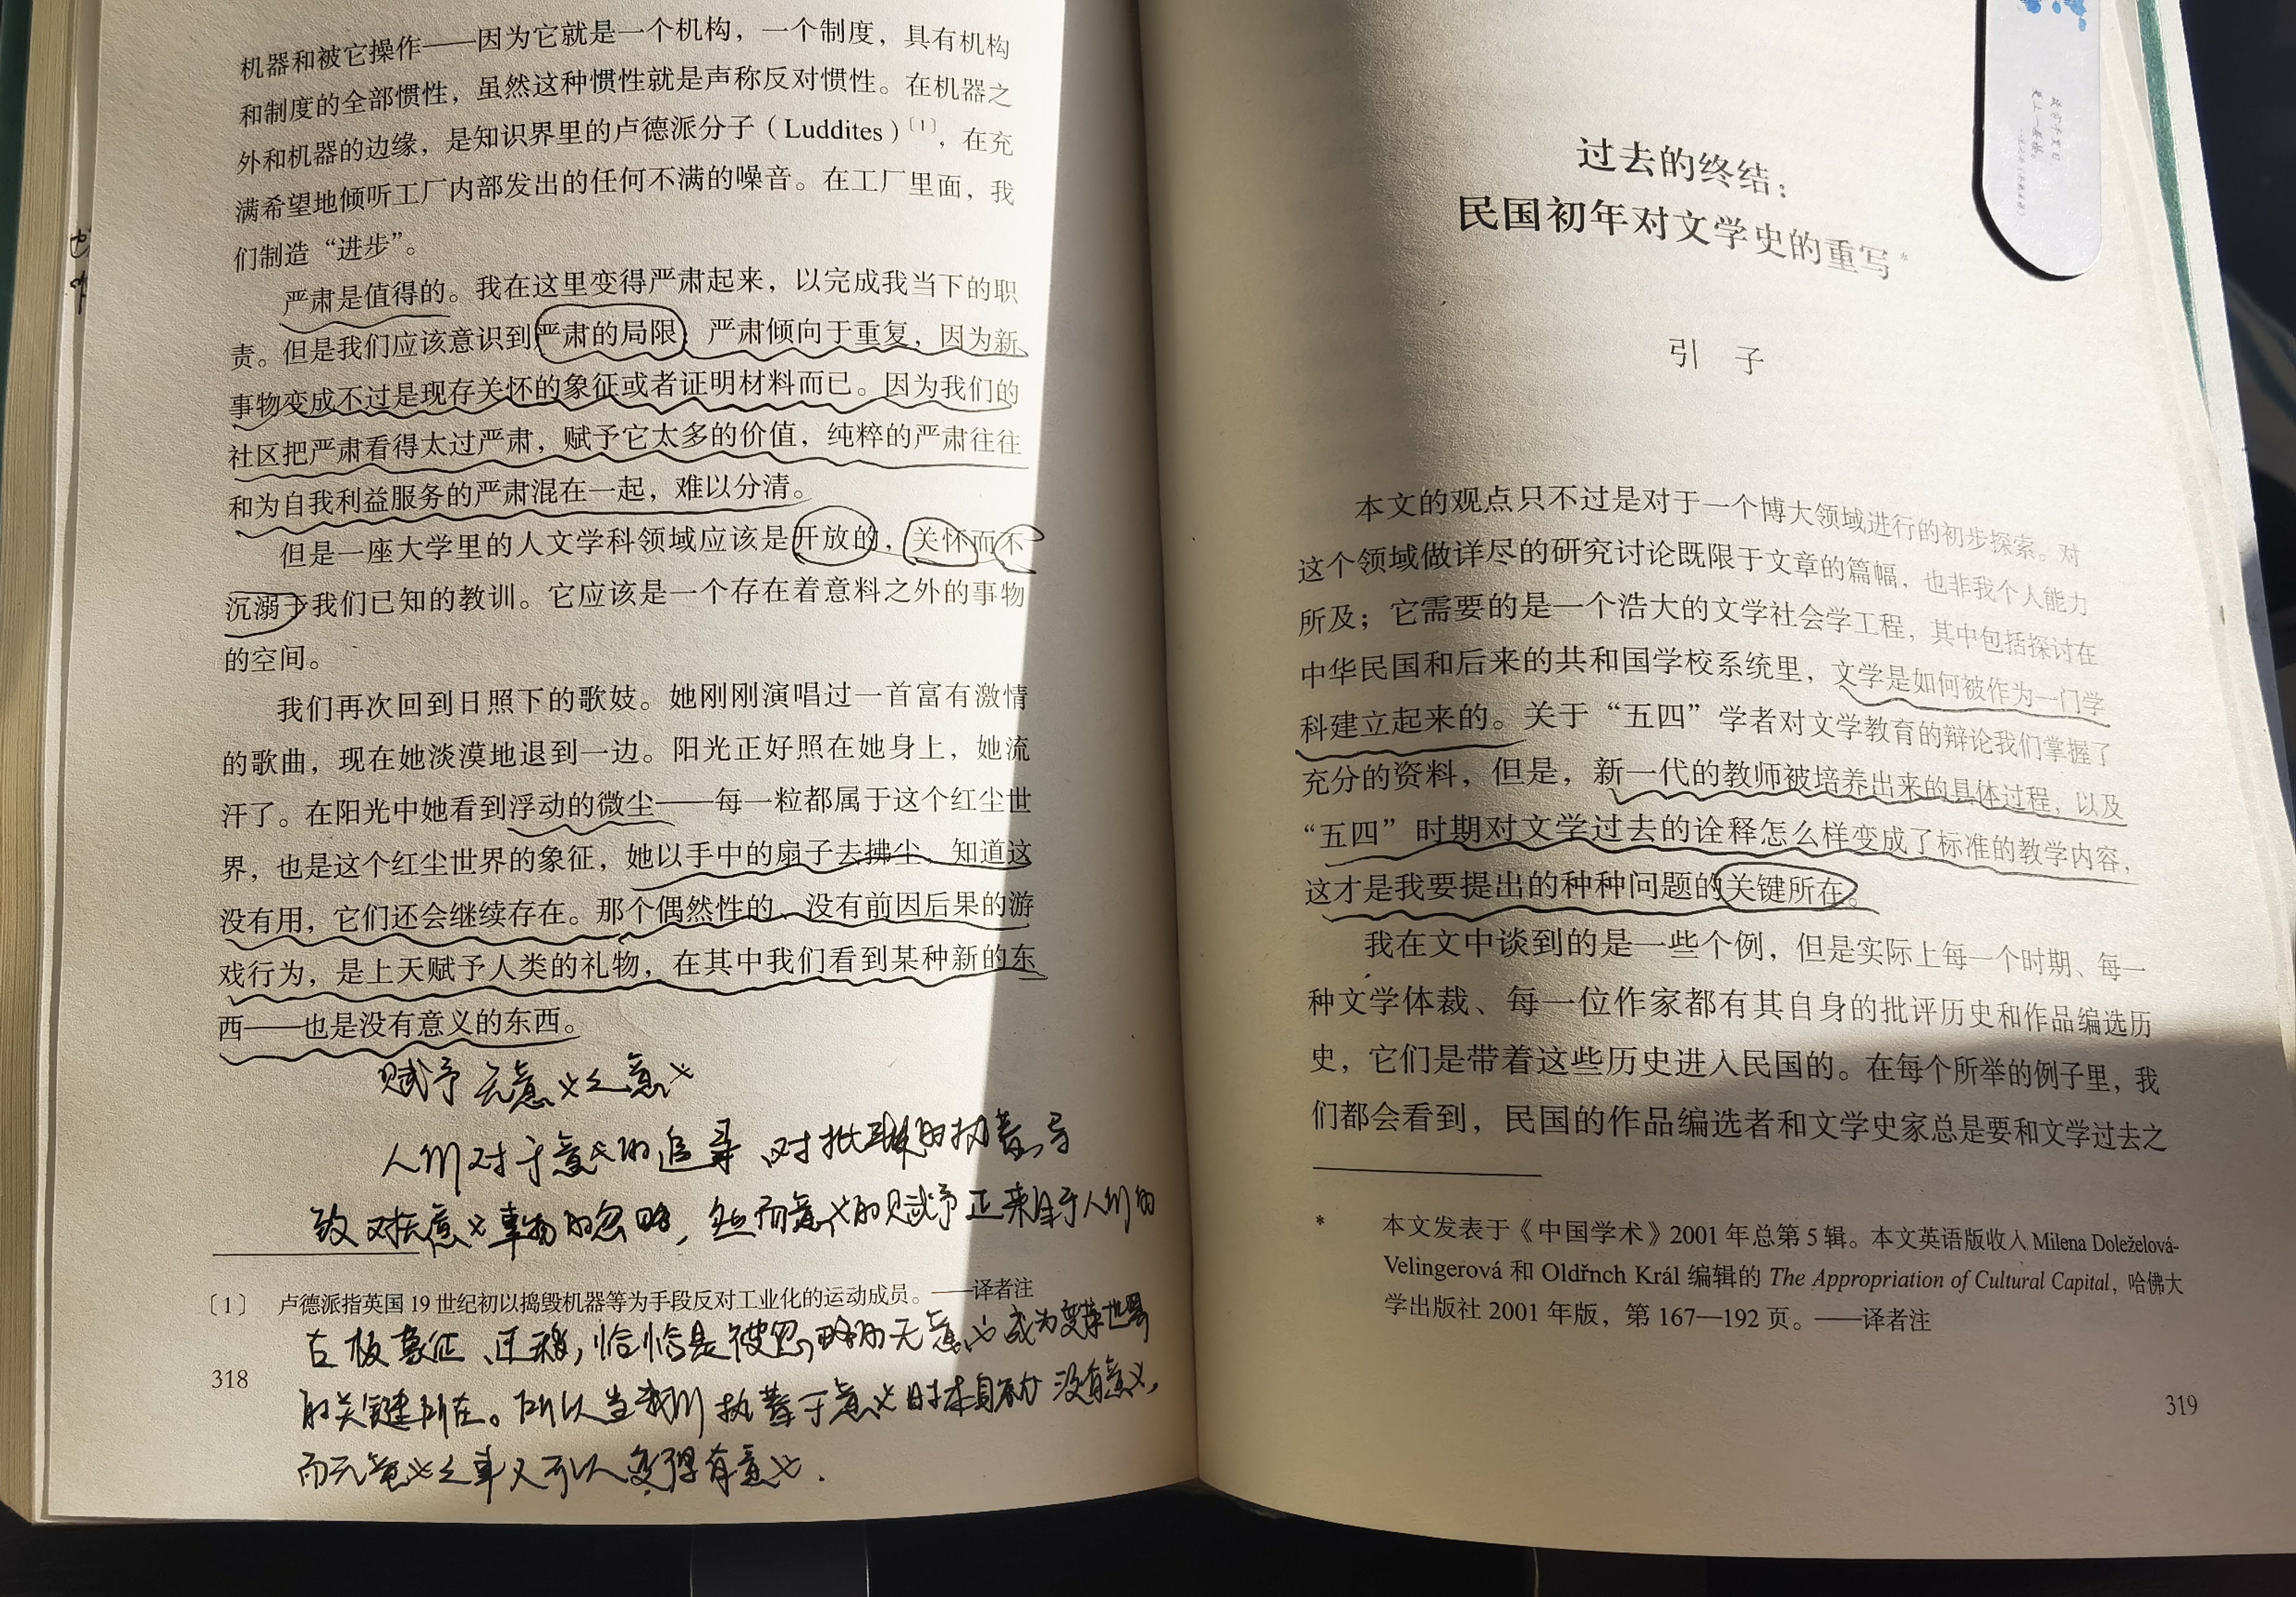 机器和被它操作——因为它就是一个机构，一个制度，具有机构
和制度的全部惯性，虽然这种惯性就是声称反对惯性。在机器之
外和机器的边缘，是知识界里的卢德派分子（Luddites）〔1〕，在充
满希望地倾听工厂内部发出的任何不满的噪音。在工厂里面，我
们制造“进步”。
严肃是值得的。我在这里变得严肃起来，以完成我当下的职
责。但是我们应该意识到严肃的局限：严肃倾向于重复，因为新
事物变成不过是现存关怀的象征或者证明材料而已。因为我们的
社区把严肃看得太过严肃，赋予它太多的价值，纯粹的严肃往往
和为自我利益服务的严肃混在一起，难以分清。
但是一座大学里的人文学科领域应该是开放的，关怀而不
沉溺于我们已知的教训。它应该是一个存在着意料之外的事物
的空间。
我们再次回到日照下的歌妓。她刚刚演唱过一首富有激情
的歌曲，现在她淡漠地退到一边。阳光正好照在她身上，她流
汗了。在阳光中她看到浮动的微尘——每一粒都属于这个红尘世
界，也是这个红尘世界的象征，她以手中的扇子去拂尘，知道这
没有用，它们还会继续存在。那个偶然性的、没有前因后果的游
戏行为，是上天赋予人类的礼物，在其中我们看到某种新的东
西——也是没有意义的东西。
赋予无意义之意义
人们对于意义的追寻、对批 的执着，导
致对无意义事物的忽略，然而意义的赋予正来自于人们的
〔1〕 卢德派指英国19世纪初以捣毁机器等为手段反对工业化的运动成员。——译者注
古板象征、 ，恰恰是被忽略的无意义成为 世界
的关键所在。所以当我们执着于意义时本身 没有意义，
而无意义之事又可以变得有意义.
318
过去的终结：
民国初年对文学史的重写*
引 子
本文的观点只不过是对于一个博大领域进行的初步探索。对
这个领域做详尽的研究讨论既限于文章的篇幅，也非我个人能力
所及；它需要的是一个浩大的文学社会学工程，其中包括探讨在
中华民国和后来的共和国学校系统里，文学是如何被作为一门学
科建立起来的。关于“五四”学者对文学教育的辩论我们掌握了
充分的资料，但是，新一代的教师被培养出来的具体过程，以及
“五四”时期对文学过去的诠释怎么样变成了标准的教学内容，
这才是我要提出的种种问题的关键所在。
我在文中谈到的是一些个例，但是实际上每一个时期、每一
种文学体裁、每一位作家都有其自身的批评历史和作品编选历
史，它们是带着这些历史进入民国的。在每个所举的例子里，我
们都会看到，民国的作品编选者和文学史家总是要和文学过去之
* 本文发表于《中国学术》2001年总第5辑。本文英语版收入 Milena Doleželová-
Velingerová 和 Oldřnch Král 编辑的 The Appropriation of Cultural Capital，哈佛大
学出版社2001年版，第167—192页。——译者注
319